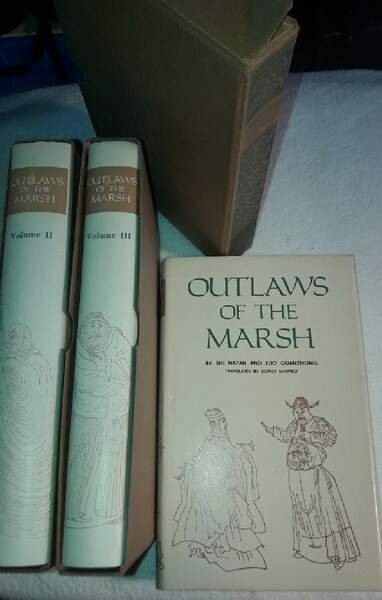 OUTLAWS
OF THE
MARSH
Volume II
OUTLAWS
OF THE
MARSH
Volume III
OUTLAWS
OF THE
MARSH
BY SHI NAI'AN AND LUO GUANZHONG
TRANSLATED BY SIDNEY SHAPIRO